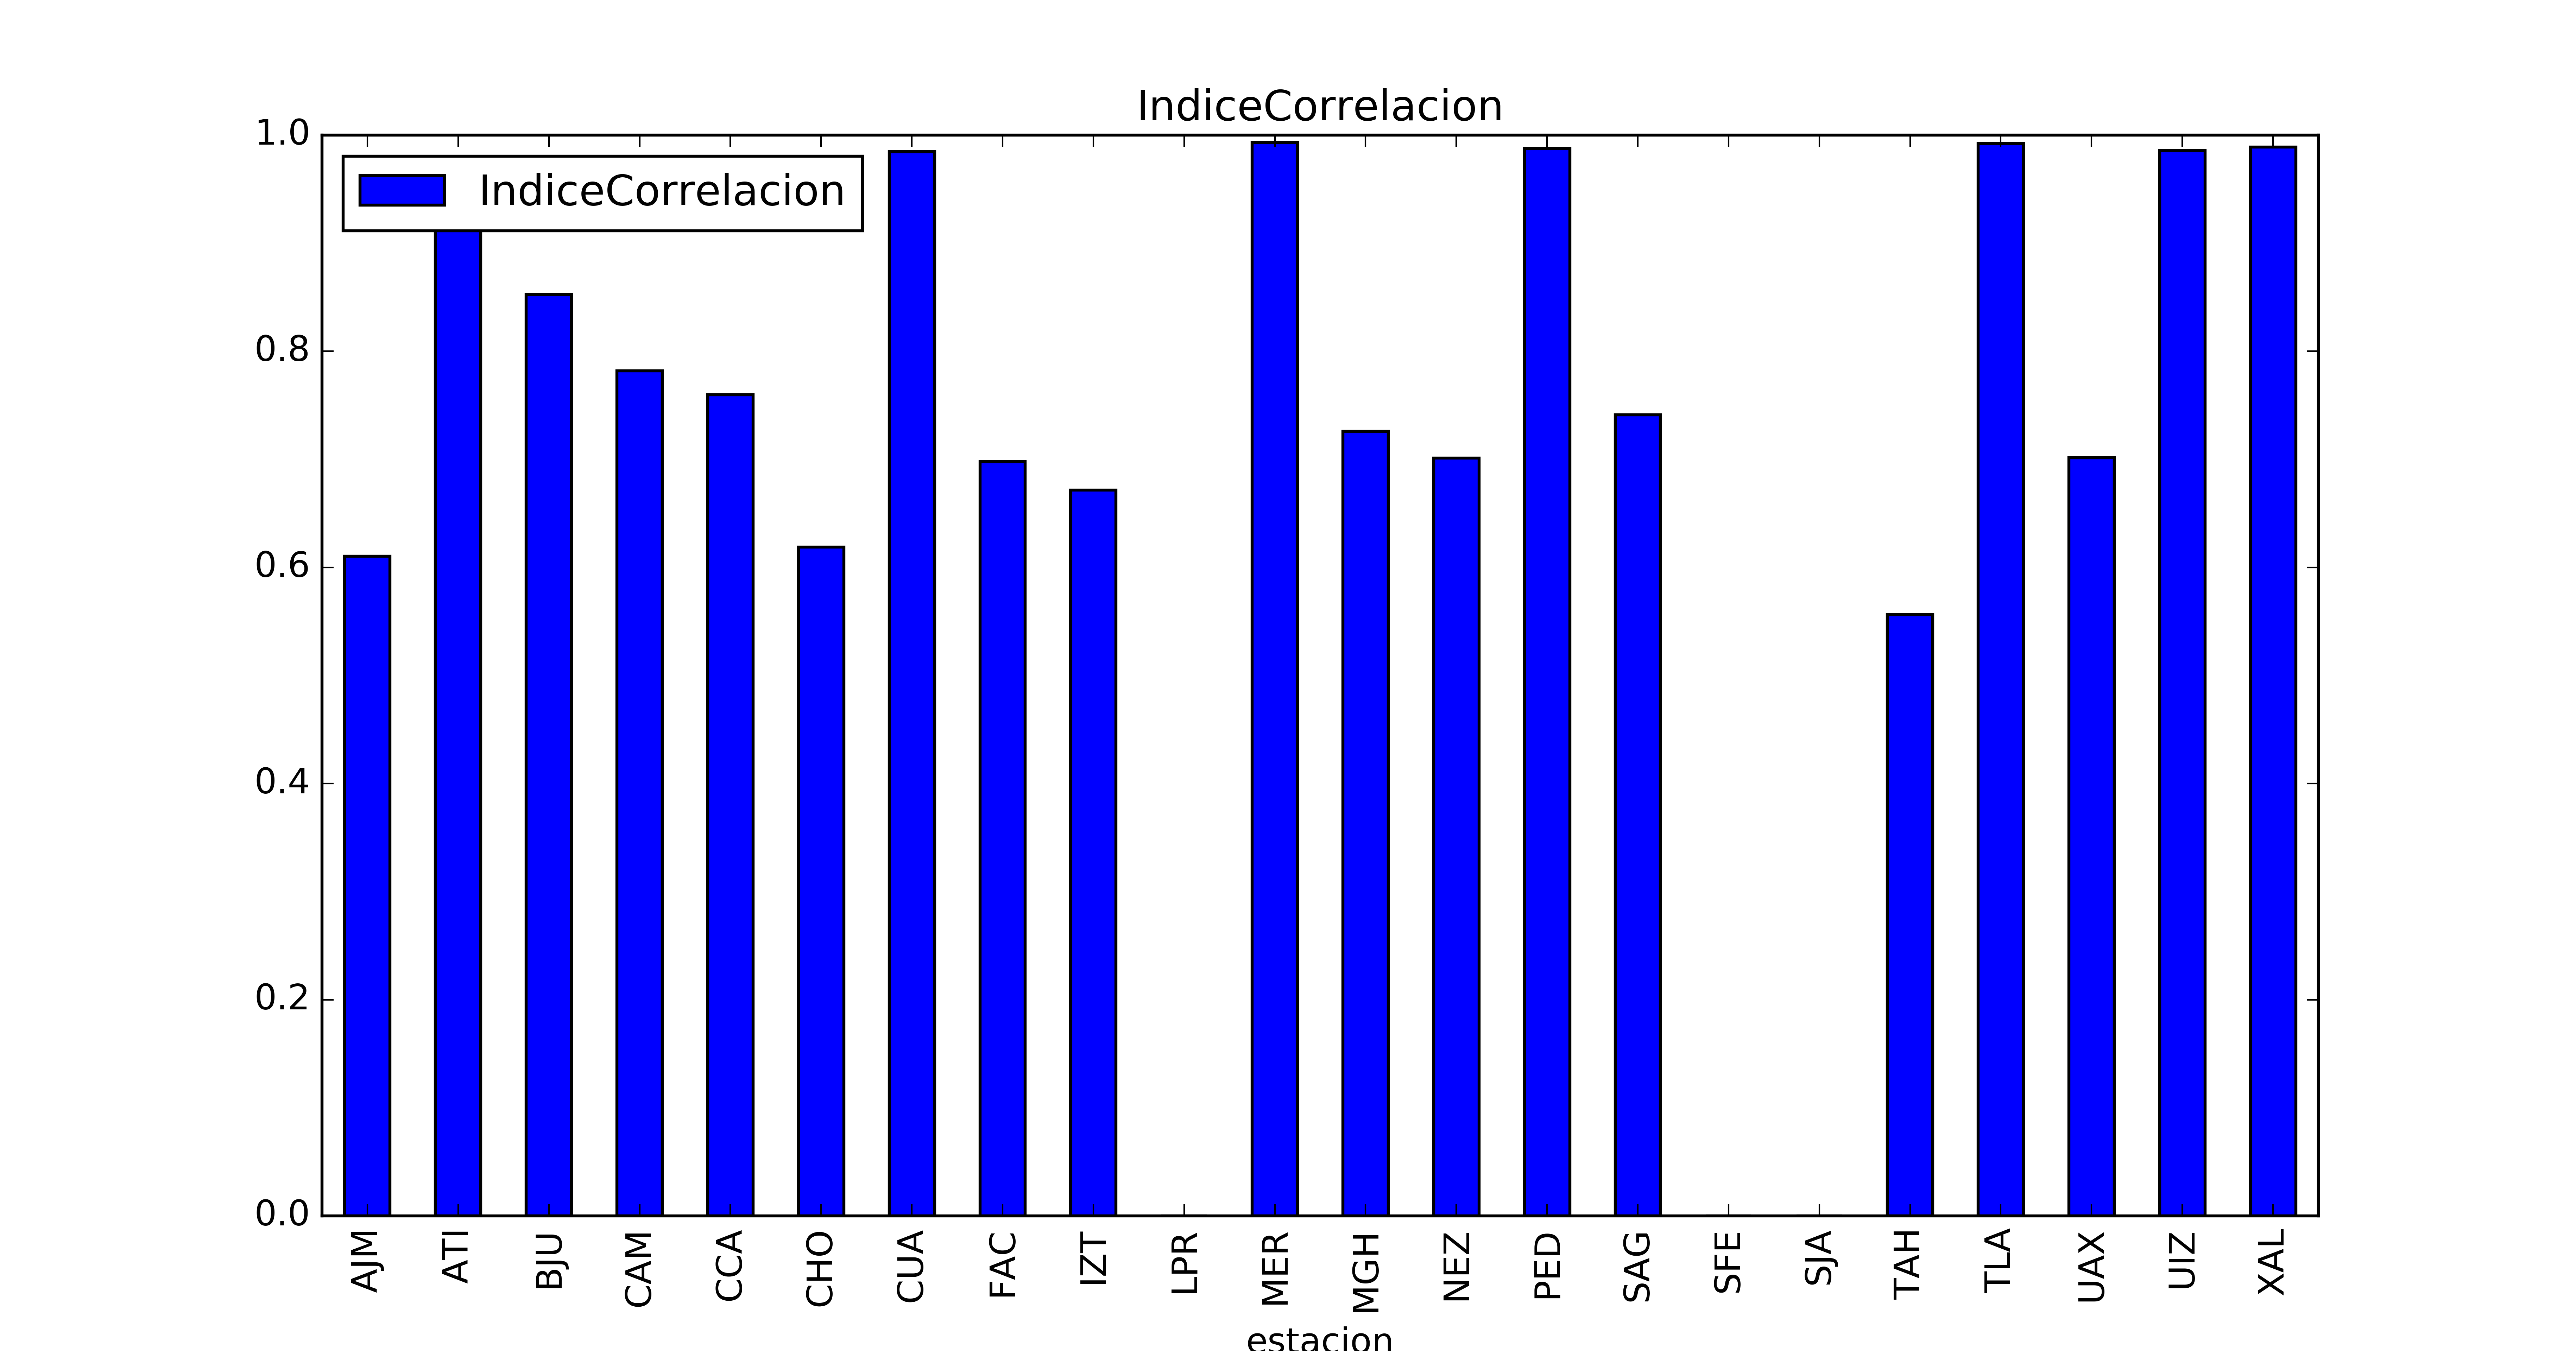 IndiceCorrelacion
IndiceCorrelacion
1.0
0.8
0.6
0.4
0.2
0.0
AJM
ATI
BJU
CAM
CCA
CHO
CUA
FAC
IZT
LPR
MER
MGH
NEZ
PED
SAG
SFE
SJA
TAH
TLA
UAX
UIZ
XAL
estacion